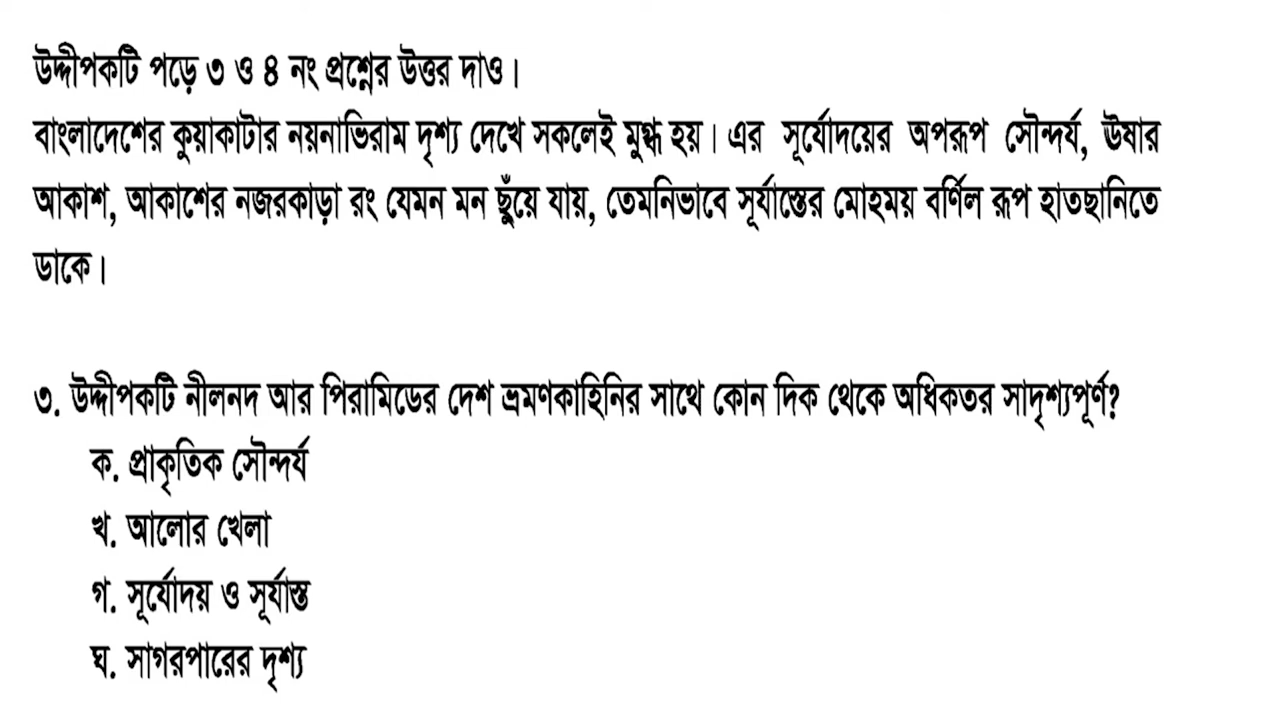 উদ্দীপকটি পড়ে ৩ ও ৪ নং প্রশ্নের উত্তর দাও।
বাংলাদেশের কুয়াকাটার নয়নাভিরাম দৃশ্য দেখে সকলেই মুগ্ধ হয়। এর সূর্যোদয়ের অপরূপ সৌন্দর্য, ঊষার
আকাশ, আকাশের নজরকাড়া রং যেমন মন ছুঁয়ে যায়, তেমনিভাবে সূর্যাস্তের মোহময় বর্ণিল রূপ হাতছানিতে
ডাকে।
৩. উদ্দীপকটি নীলনদ আর পিরামিডের দেশ ভ্রমণকাহিনির সাথে কোন দিক থেকে অধিকতর সাদৃশ্যপূর্ণ?
ক. প্রাকৃতিক সৌন্দর্য
খ. আলোর খেলা
গ. সূর্যোদয় ও সূর্যাস্ত
ঘ. সাগরপারের দৃশ্য